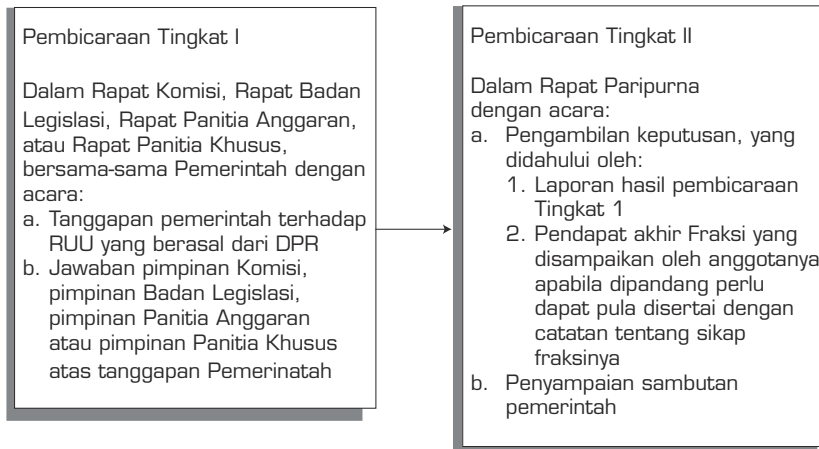 Pembicaraan Tingkat I
Dalam Rapat Komisi, Rapat Badan
Legislasi, Rapat Panitia Anggaran,
atau Rapat Panitia Khusus,
bersama-sama Pemerintah dengan
acara:
a. Tanggapan pemerintah terhadap
RUU yang berasal dari DPR
b. Jawaban pimpinan Komisi,
pimpinan Badan Legislasi,
pimpinan Panitia Anggaran
atau pimpinan Panitia Khusus
atas tanggapan Pemerinatah
Pembicaraan Tingkat II
Dalam Rapat Paripurna
dengan acara:
a. Pengambilan keputusan, yang
didahului oleh:
1. Laporan hasil pembicaraan
Tingkat 1
2. Pendapat akhir Fraksi yang
disampaikan oleh anggotanya
apabila dipandang perlu
dapat pula disertai dengan
catatan tentang sikap
fraksinya
b. Penyampaian sambutan
pemerintah